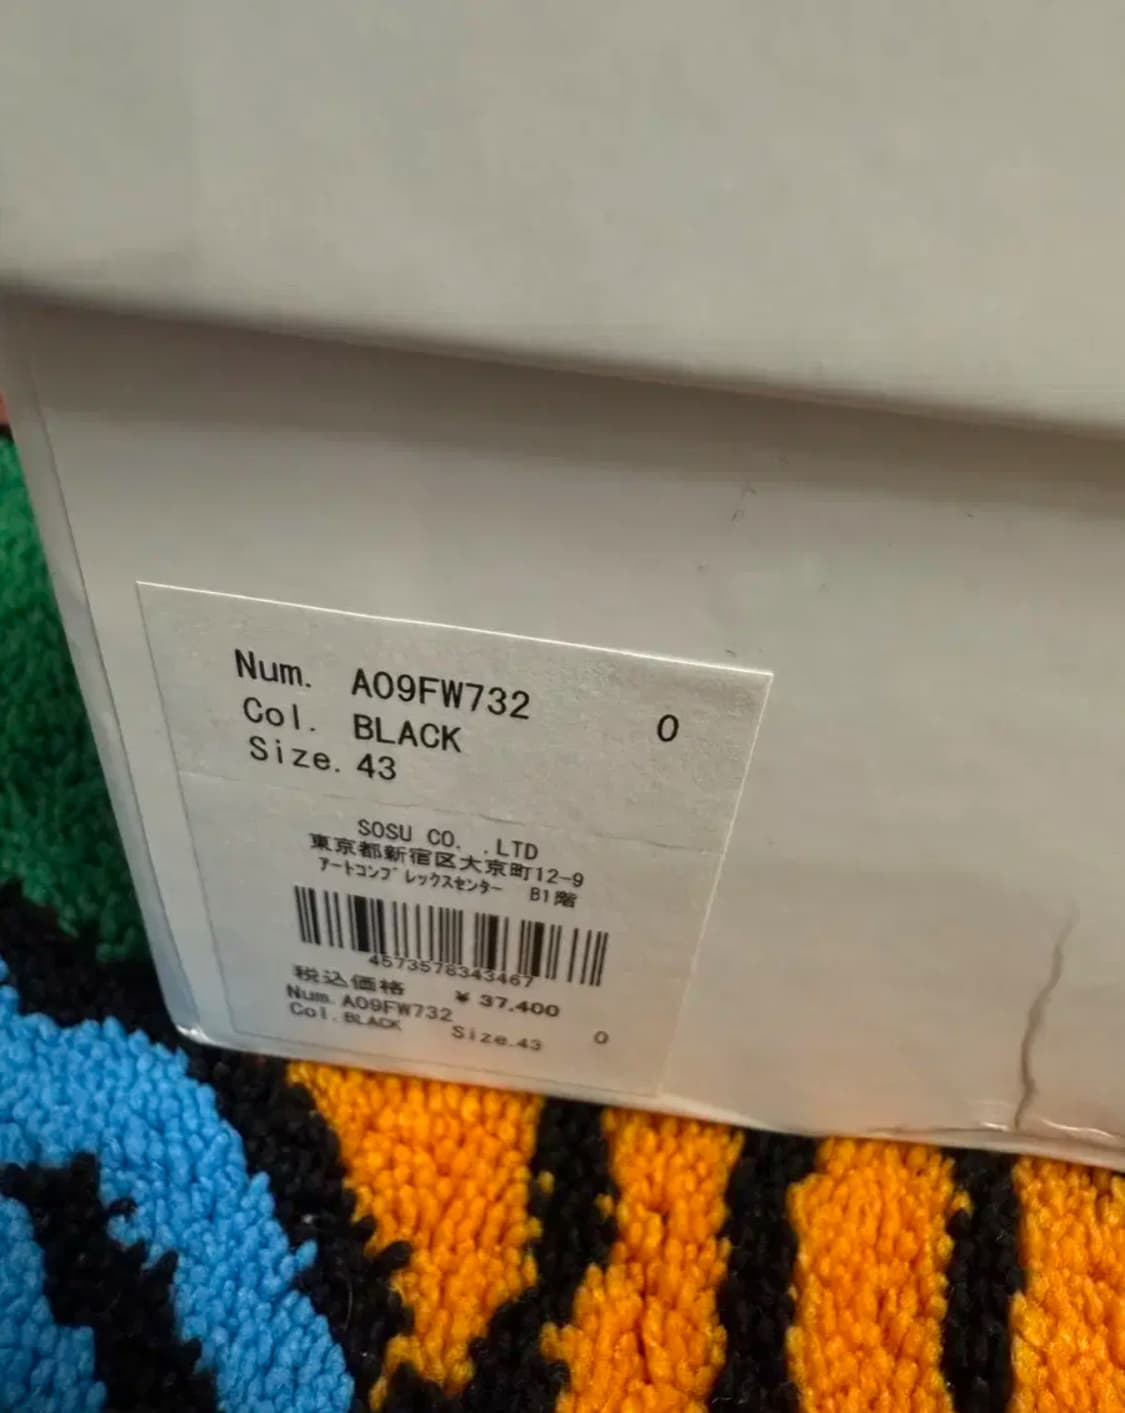 Num. A09FW732 0
Col. BLACK
Size. 43
SOSU CO. .LTD
東京都新宿区大京町12-9
アートコンプレックスセンター B1階
4573578343467
税込価格 ¥ 37.400
Num. A09FW732
Col. BLACK Size.43 0